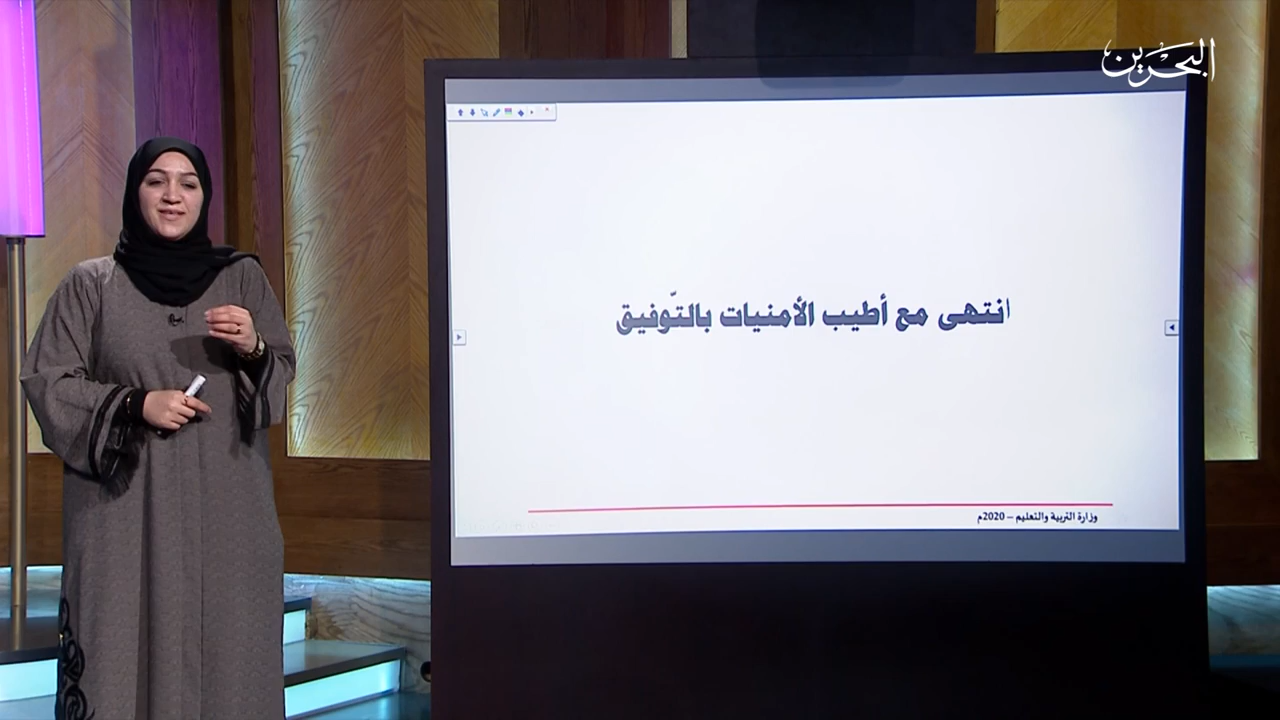 البحرين
انتهى مع أطيب الأمنيات بالتّوفيق
وزارة التربية والتعليم – 2020م